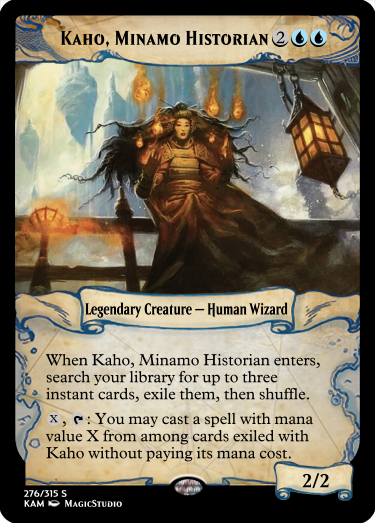 Kaho, Minamo Historian 2
Legendary Creature — Human Wizard
When Kaho, Minamo Historian enters,
search your library for up to three
instant cards, exile them, then shuffle.
X, : You may cast a spell with mana
value X from among cards exiled with
Kaho without paying its mana cost.
2/2
276/315 S
KAM MagicStudio